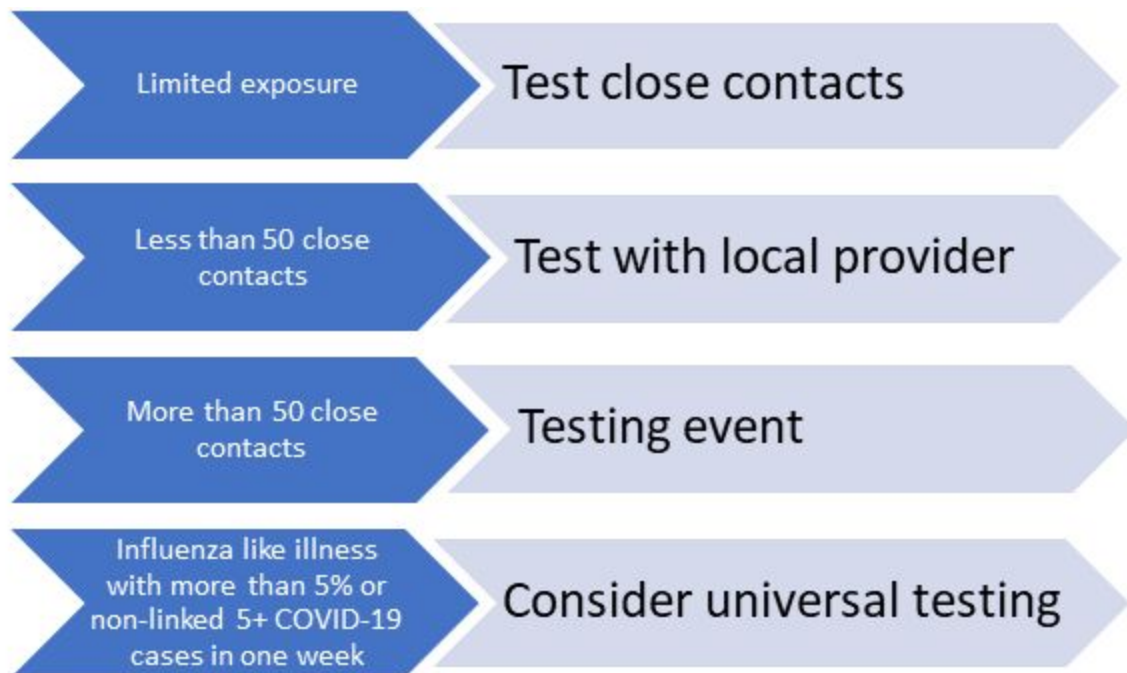 Limited exposure
Test close contacts
Less than 50 close
contacts
Test with local provider
More than 50 close
contacts
Testing event
Influenza like illness
with more than 5% or
non-linked 5+ COVID-19
cases in one week
Consider universal testing